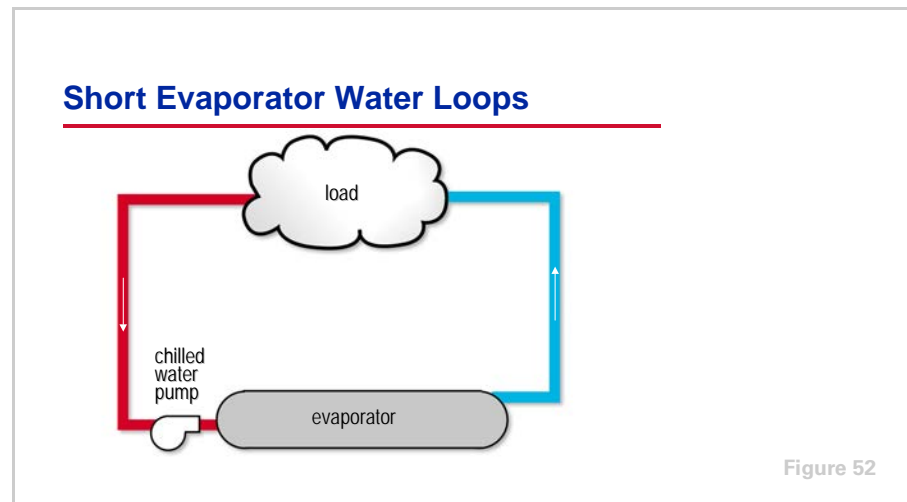 Short Evaporator Water Loops
load
chilled
water
pump
evaporator
Figure 52